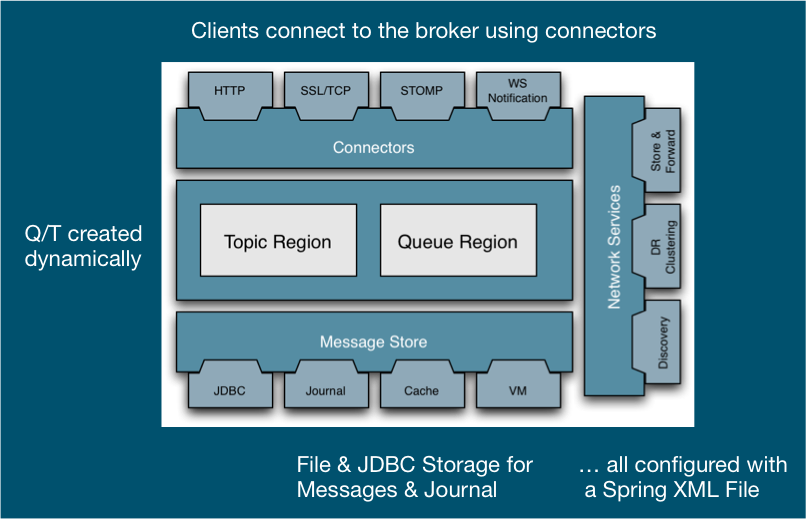 Clients connect to the broker using connectors
HTTP
SSL/TCP
STOMP
WS
Notification
Connectors
Q/T created
dynamically
Topic Region
Queue Region
Message Store
JDBC
Journal
Cache
VM
Network Services
Store &
Forward
DR
Clustering
Discovery
File & JDBC Storage for
Messages & Journal
… all configured with
a Spring XML File